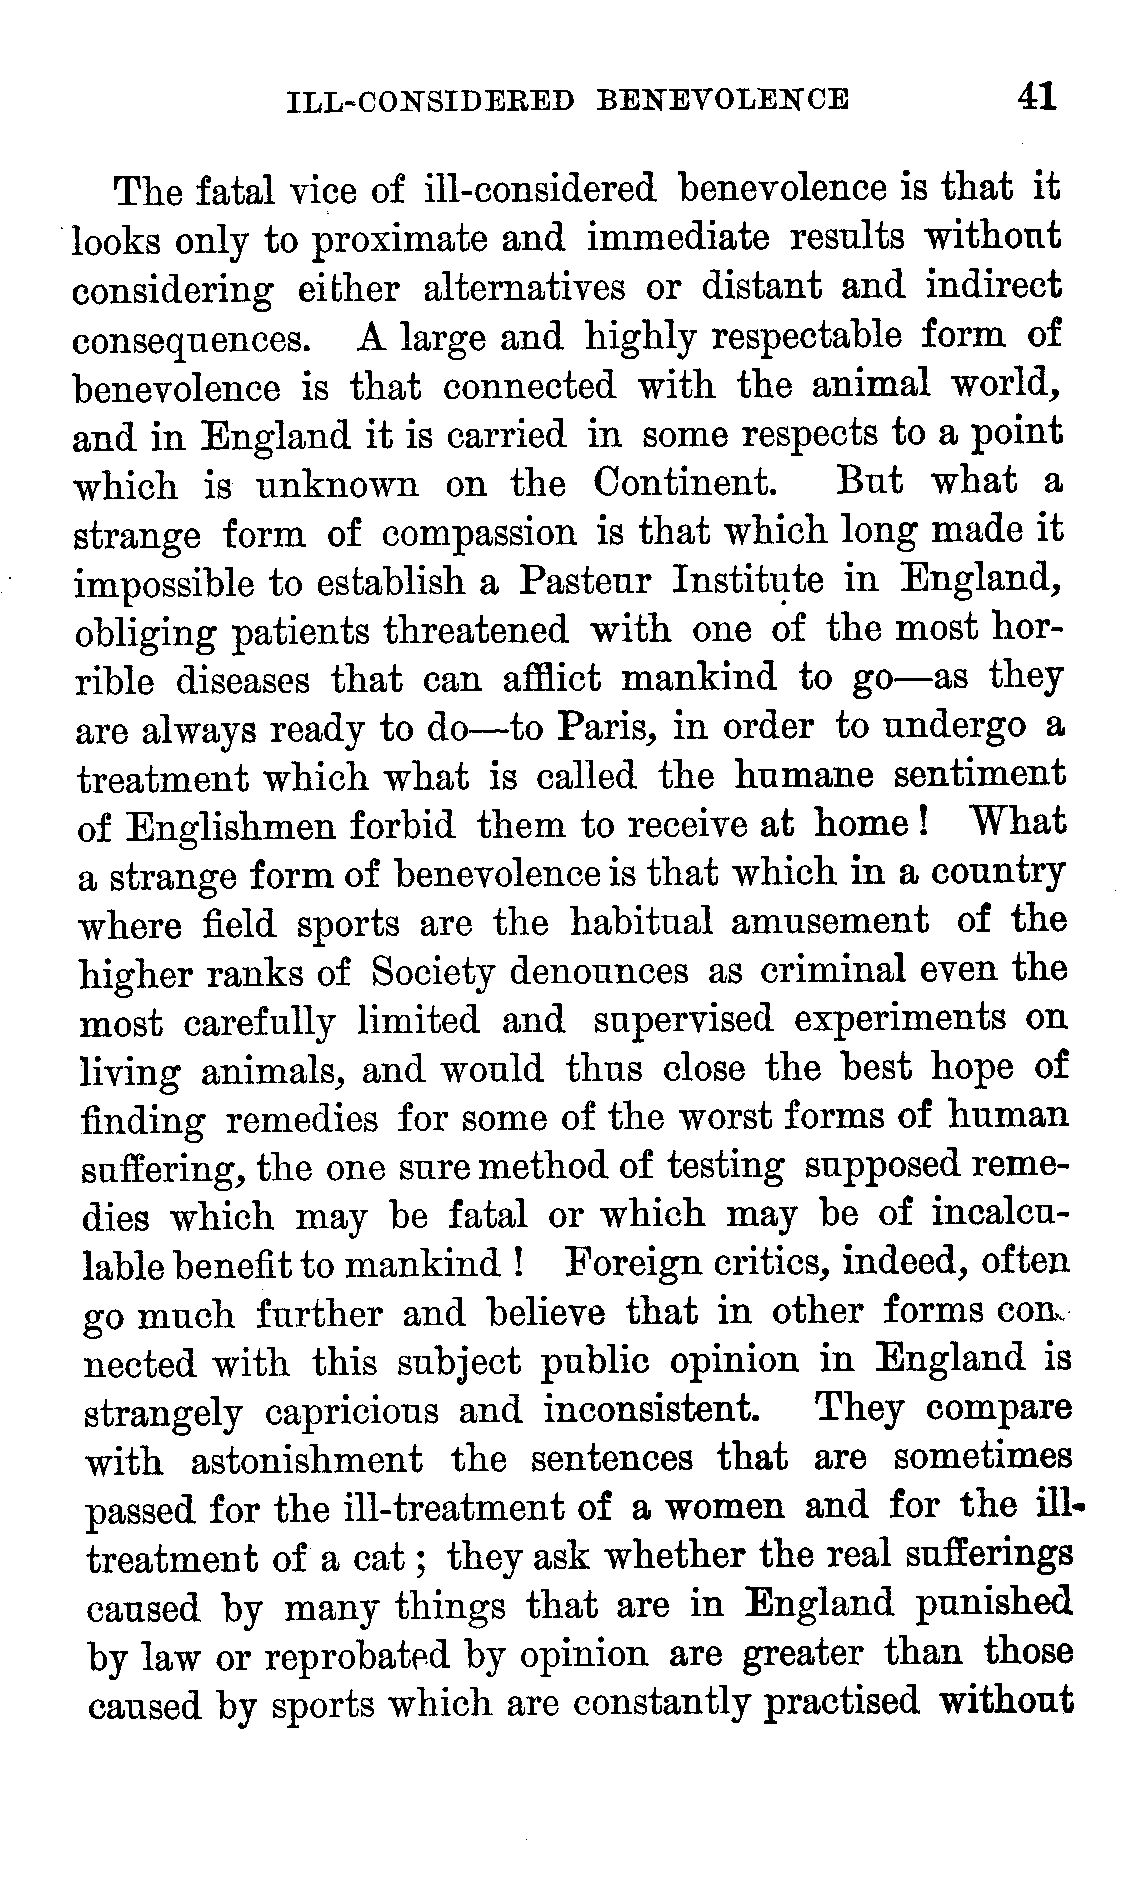 ILL-CONSIDERED BENEVOLENCE 41
The fatal vice of ill-considered benevolence is that it
looks only to proximate and immediate results without
considering either alternatives or distant and indirect
consequences. A large and highly respectable form of
benevolence is that connected with the animal world,
and in England it is carried in some respects to a point
which is unknown on the Continent. But what a
strange form of compassion is that which long made it
impossible to establish a Pasteur Institute in England,
obliging patients threatened with one of the most hor-
rible diseases that can afflict mankind to go—as they
are always ready to do—to Paris, in order to undergo a
treatment which what is called the humane sentiment
of Englishmen forbid them to receive at home! What
a strange form of benevolence is that which in a country
where field sports are the habitual amusement of the
higher ranks of Society denounces as criminal even the
most carefully limited and supervised experiments on
living animals, and would thus close the best hope of
finding remedies for some of the worst forms of human
suffering, the one sure method of testing supposed reme-
dies which may be fatal or which may be of incalcu-
lable benefit to mankind! Foreign critics, indeed, often
go much further and believe that in other forms con-
nected with this subject public opinion in England is
strangely capricious and inconsistent. They compare
with astonishment the sentences that are sometimes
passed for the ill-treatment of a women and for the ill-
treatment of a cat; they ask whether the real sufferings
caused by many things that are in England punished
by law or reprobated by opinion are greater than those
caused by sports which are constantly practised without